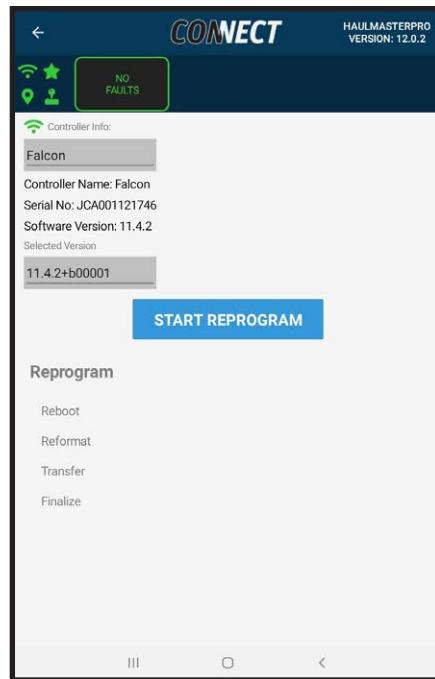 CONNECT
HAULMASTERPRO
VERSION: 12.0.2
NO
FAULTS
Controller Info:
Falcon
Controller Name: Falcon
Serial No: JCA001121746
Software Version: 11.4.2
Selected Version
11.4.2+b00001
START REPROGRAM
Reprogram
Reboot
Reformat
Transfer
Finalize